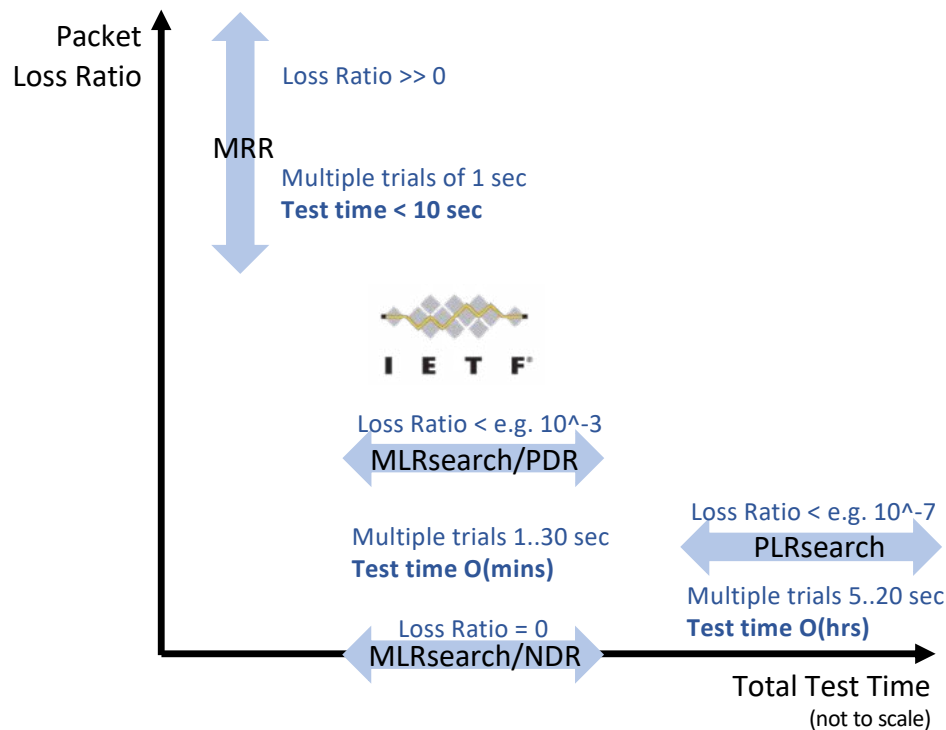 Packet
Loss Ratio
Loss Ratio >> 0
MRR
Multiple trials of 1 sec
Test time < 10 sec
I E T F®
Loss Ratio < e.g. 10^-3
MLRsearch/PDR
Loss Ratio < e.g. 10^-7
PLRsearch
Multiple trials 1..30 sec
Test time O(mins)
Multiple trials 5..20 sec
Test time O(hrs)
Loss Ratio = 0
MLRsearch/NDR
Total Test Time
(not to scale)